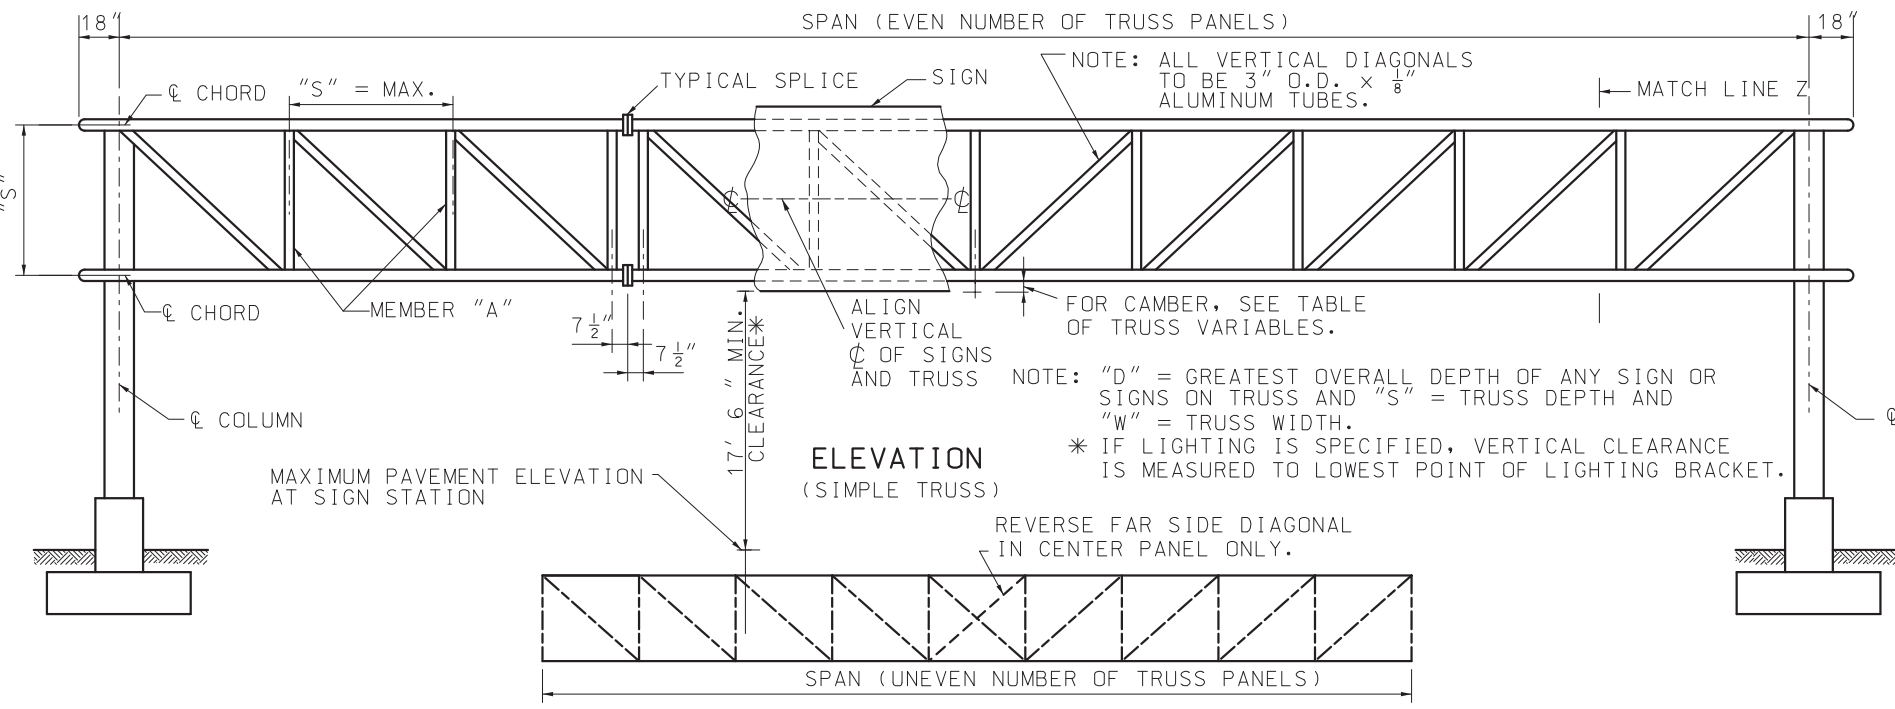 18"
SPAN (EVEN NUMBER OF TRUSS PANELS)
18"
℄ CHORD
"S" = MAX.
TYPICAL SPLICE
SIGN
NOTE: ALL VERTICAL DIAGONALS
TO BE 3" O.D. x 1/8"
ALUMINUM TUBES.
MATCH LINE Z
"S"
℄
℄
℄ CHORD
MEMBER "A"
7 1/2"
7 1/2"
17' 6" MIN.
CLEARANCE*
ALIGN
VERTICAL
℄ OF SIGNS
AND TRUSS
FOR CAMBER, SEE TABLE
OF TRUSS VARIABLES.
NOTE: "D" = GREATEST OVERALL DEPTH OF ANY SIGN OR
SIGNS ON TRUSS AND "S" = TRUSS DEPTH AND
"W" = TRUSS WIDTH.
* IF LIGHTING IS SPECIFIED, VERTICAL CLEARANCE
IS MEASURED TO LOWEST POINT OF LIGHTING BRACKET.
℄ COLUMN
℄
ELEVATION
(SIMPLE TRUSS)
MAXIMUM PAVEMENT ELEVATION
AT SIGN STATION
REVERSE FAR SIDE DIAGONAL
IN CENTER PANEL ONLY.
SPAN (UNEVEN NUMBER OF TRUSS PANELS)